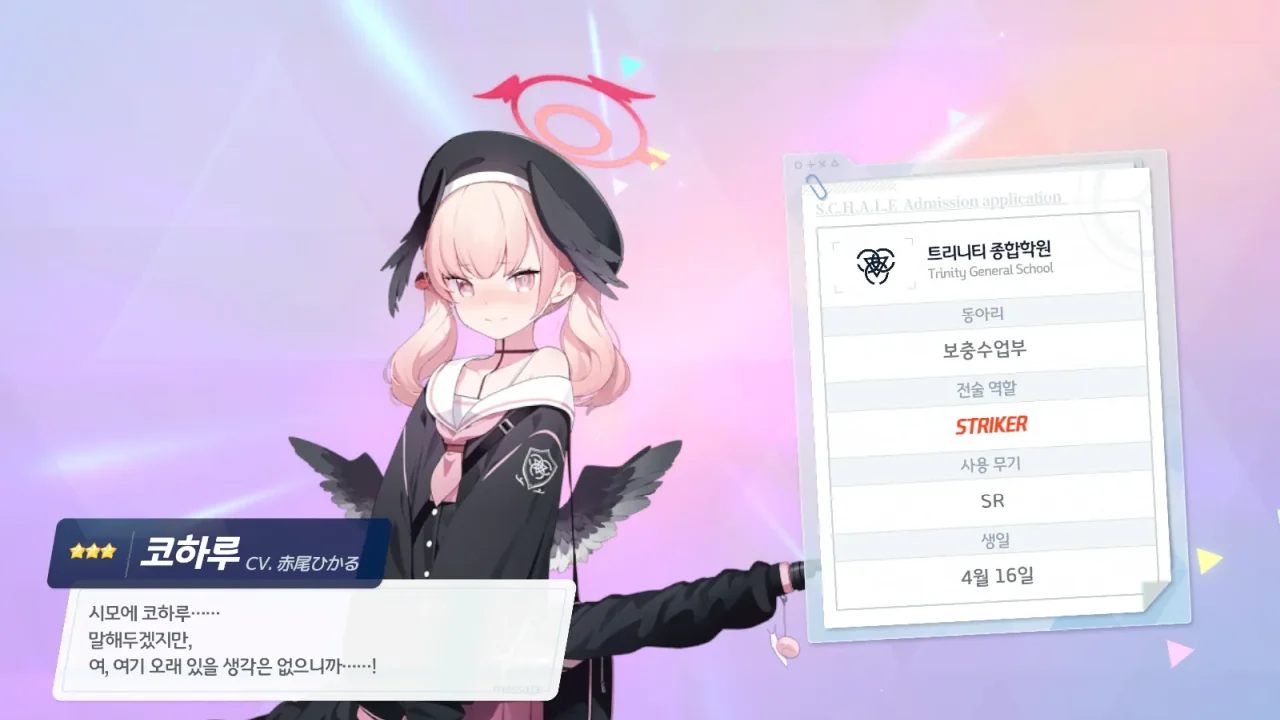 S.C.H.A.L.E Admission application
트리니티 종합학원
Trinity General School
동아리
보충수업부
전술 역할
STRIKER
사용 무기
SR
생일
4월 16일
코하루 CV. 赤尾ひかる
시모에 코하루……
말해두겠지만,
여, 여기 오래 있을 생각은 없으니까……!